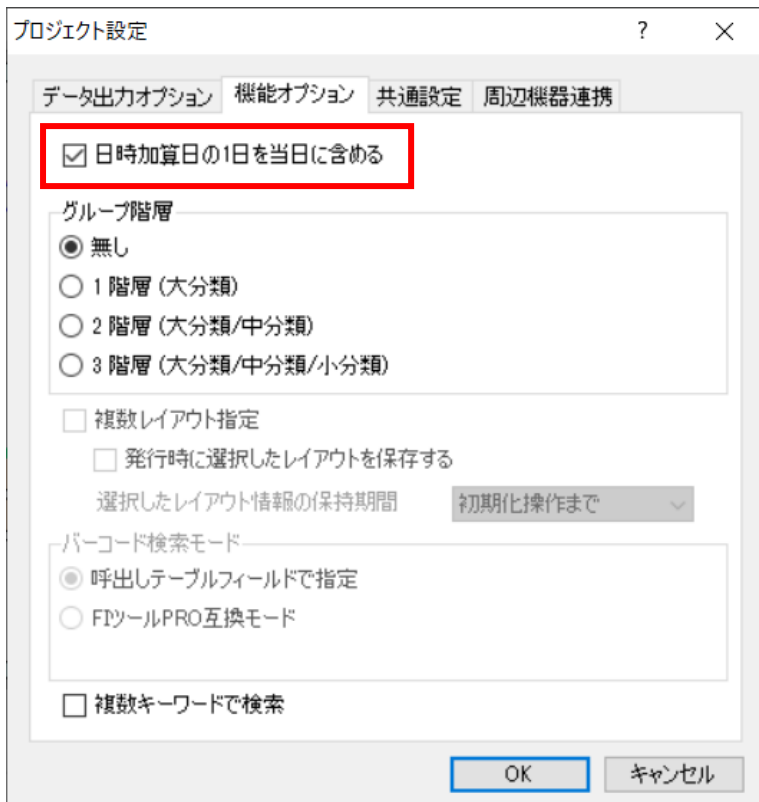 プロジェクト設定
?
データ出力オプション 機能オプション 共通設定 周辺機器連携
日時加算日の1日を当日に含める
グループ階層
無し
1 階層 (大分類)
2 階層 (大分類/中分類)
3 階層 (大分類/中分類/小分類)
複数レイアウト指定
発行時に選択したレイアウトを保存する
選択したレイアウト情報の保持期間 初期化操作まで
バーコード検索モード
呼出しテーブルフィールドで指定
FIツールPRO互換モード
複数キーワードで検索
OK キャンセル